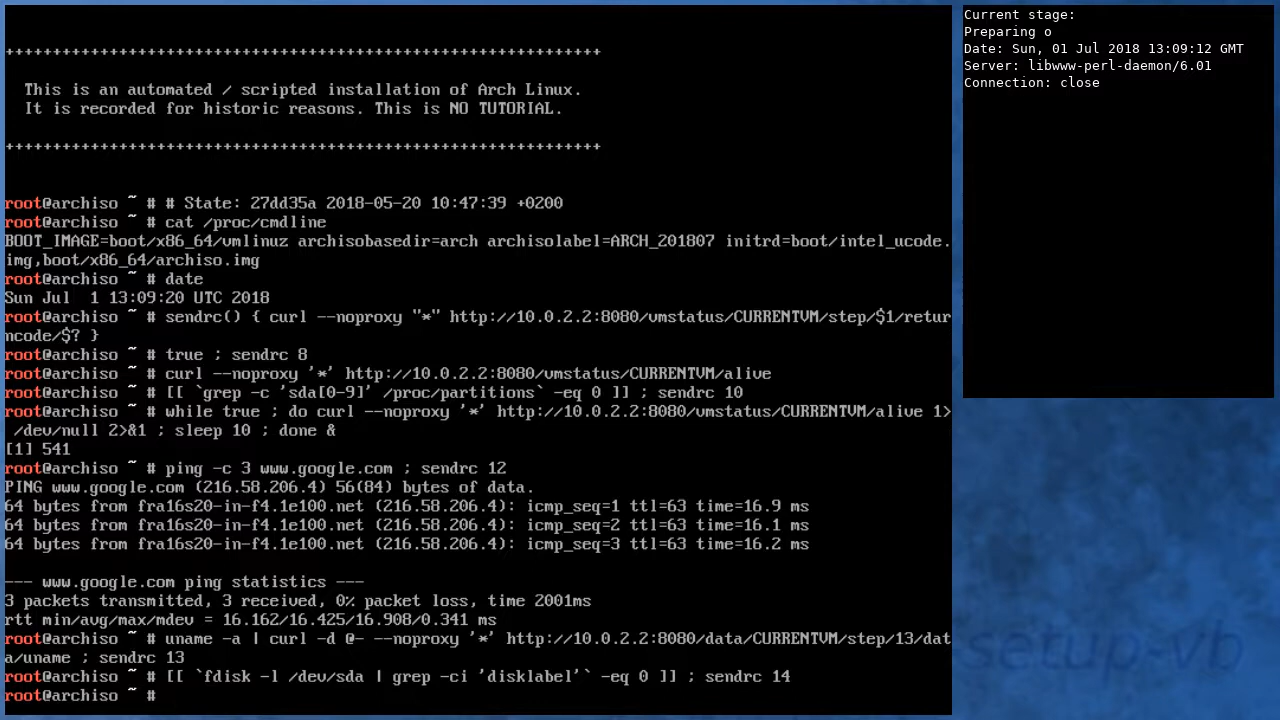 ++++++++++++++++++++++++++++++++++++++++++++++++++++++++++++++++
This is an automated / scripted installation of Arch Linux.
It is recorded for historic reasons. This is NO TUTORIAL.
++++++++++++++++++++++++++++++++++++++++++++++++++++++++++++++++
root@archiso ~ # # State: 27dd35a 2018-05-20 10:47:39 +0200
root@archiso ~ # cat /proc/cmdline
BOOT_IMAGE=boot/x86_64/vmlinuz archisobasedir=arch archisolabel=ARCH_201807 initrd=boot/intel_ucode.
img,boot/x86_64/archiso.img
root@archiso ~ # date
Sun Jul  1 13:09:20 UTC 2018
root@archiso ~ # sendrc() { curl --noproxy "*" http://10.0.2.2:8080/vmstatus/CURRENTVM/step/$1/retur
ncode/$? }
root@archiso ~ # true ; sendrc 8
root@archiso ~ # curl --noproxy '*' http://10.0.2.2:8080/vmstatus/CURRENTVM/alive
root@archiso ~ # [[ `grep -c 'sda[0-9]' /proc/partitions` -eq 0 ]] ; sendrc 10
root@archiso ~ # while true ; do curl --noproxy '*' http://10.0.2.2:8080/vmstatus/CURRENTVM/alive 1>
/dev/null 2>&1 ; sleep 10 ; done &
[1] 541
root@archiso ~ # ping -c 3 www.google.com ; sendrc 12
PING www.google.com (216.58.206.4) 56(84) bytes of data.
64 bytes from fra16s20-in-f4.1e100.net (216.58.206.4): icmp_seq=1 ttl=63 time=16.9 ms
64 bytes from fra16s20-in-f4.1e100.net (216.58.206.4): icmp_seq=2 ttl=63 time=16.1 ms
64 bytes from fra16s20-in-f4.1e100.net (216.58.206.4): icmp_seq=3 ttl=63 time=16.2 ms
--- www.google.com ping statistics ---
3 packets transmitted, 3 received, 0% packet loss, time 2001ms
rtt min/avg/max/mdev = 16.162/16.425/16.908/0.341 ms
root@archiso ~ # uname -a | curl -d @- --noproxy '*' http://10.0.2.2:8080/data/CURRENTVM/step/13/dat
a/uname ; sendrc 13
root@archiso ~ # [[ `fdisk -l /dev/sda | grep -ci 'disklabel'` -eq 0 ]] ; sendrc 14
root@archiso ~ #
Current stage:
Preparing o
Date: Sun, 01 Jul 2018 13:09:12 GMT
Server: libwww-perl-daemon/6.01
Connection: close
setup-vb